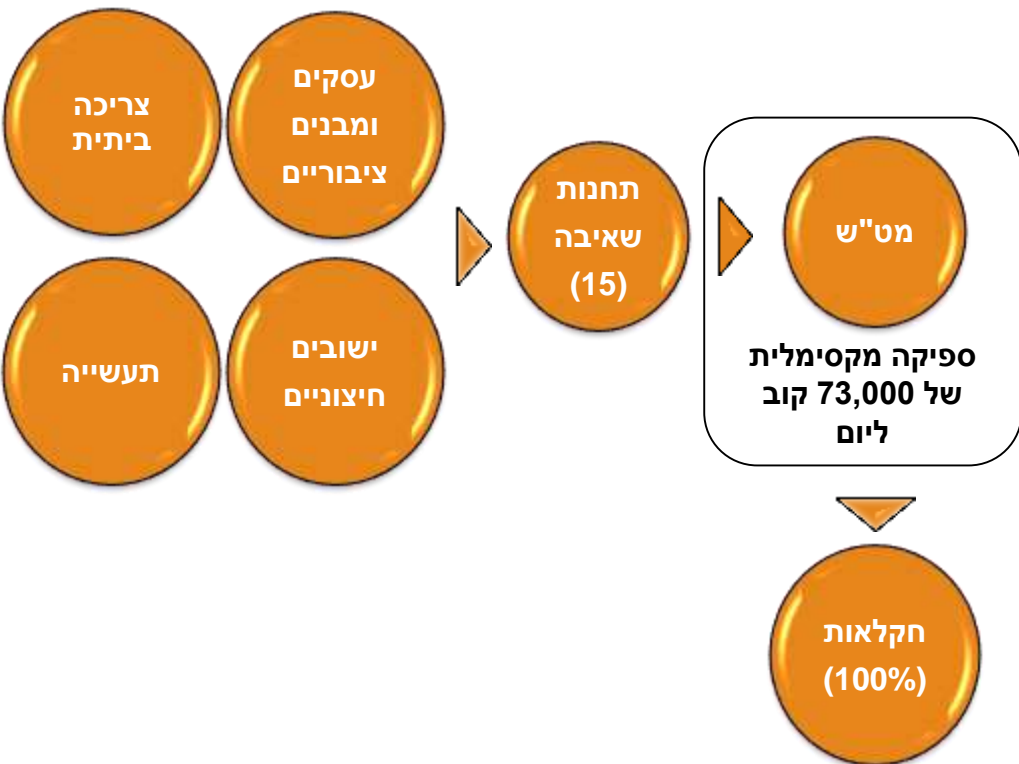 צריכה
ביתית
עסקים
ומבנים
ציבוריים
תעשייה
ישובים
חיצוניים
תחנות
שאיבה
(15)
מט"ש
ספיקה מקסימלית
של 73,000 קוב
ליום
חקלאות
(100%)